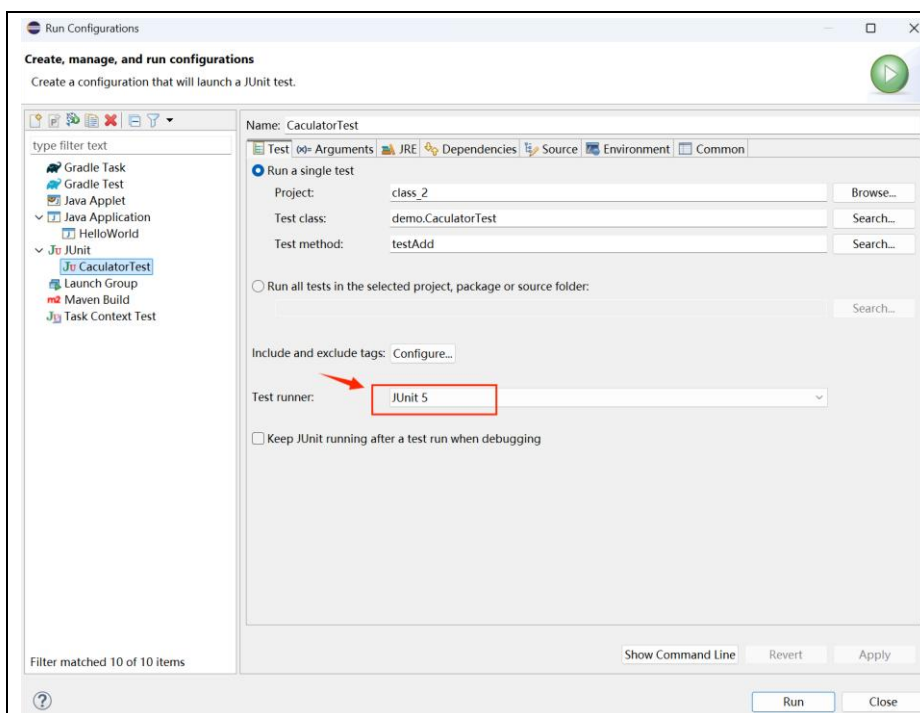 Run Configurations
Create, manage, and run configurations
Create a configuration that will launch a JUnit test.
type filter text
Gradle Task
Gradle Test
Java Applet
Java Application
HelloWorld
Ju JUnit
Ju CaculatorTest
Launch Group
m2 Maven Build
Task Context Test
Filter matched 10 of 10 items
Name: CaculatorTest
Test (x)= Arguments JRE Dependencies Source Environment Common
Run a single test
Project: class_2 Browse...
Test class: demo.CaculatorTest Search...
Test method: testAdd Search...
Run all tests in the selected project, package or source folder:
Search...
Include and exclude tags: Configure...
Test runner: JUnit 5
Keep JUnit running after a test run when debugging
Show Command Line Revert Apply
? Run Close